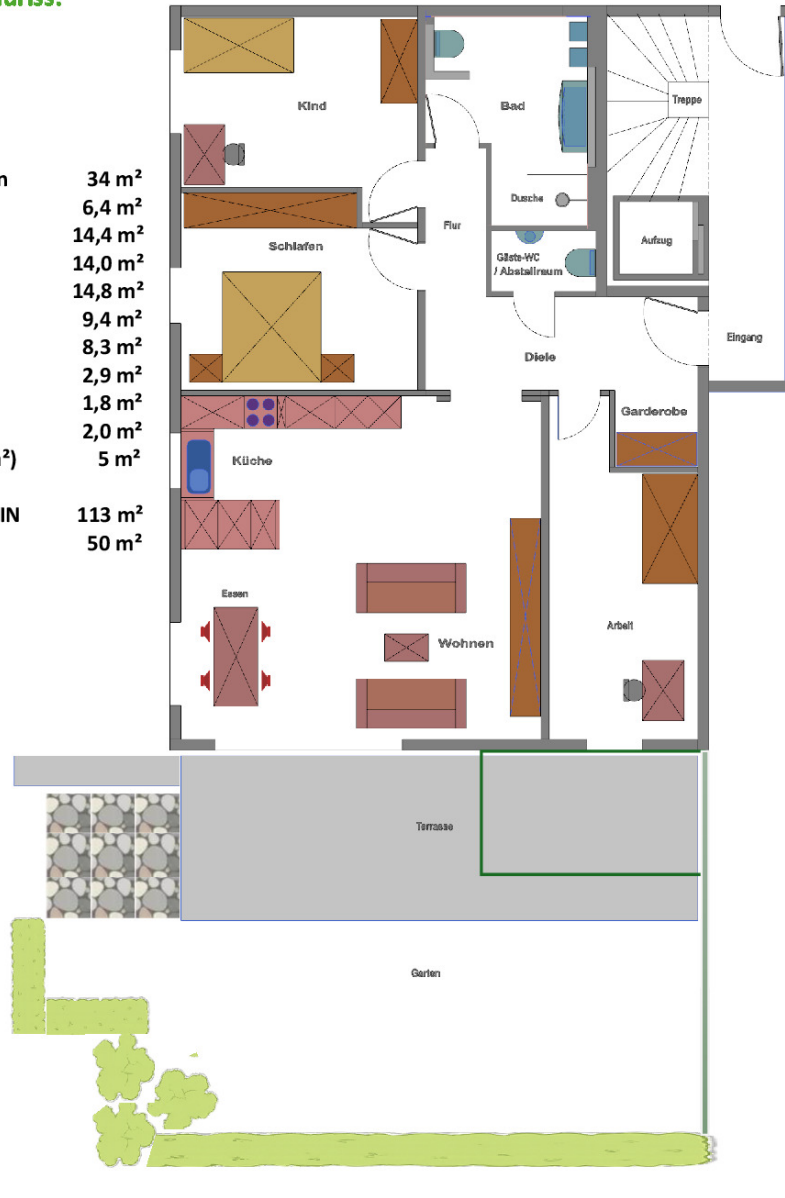 n 34 m²
6,4 m²
14,4 m²
14,0 m²
14,8 m²
9,4 m²
8,3 m²
2,9 m²
1,8 m²
2,0 m²
²) 5 m²
IN 113 m²
50 m²
Kind
Bad
Treppe
Dusche
Flur
Schlafen
Aufzug
Gäste-WC
/ Abstellraum
Eingang
Diele
Garderobe
Küche
Essen
Wohnen
Arbeit
Terrasse
Garten